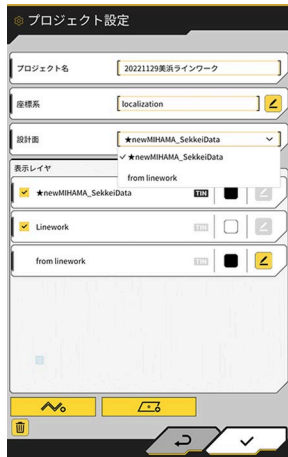 プロジェクト設定
プロジェクト名
20221129美浜ラインワーク
座標系
localization
設計面
★newMIHAMA_SekkeiData
✓ ★newMIHAMA_SekkeiData
from linework
表示レイヤ
★newMIHAMA_SekkeiData TIN
Linework TIN
from linework TIN